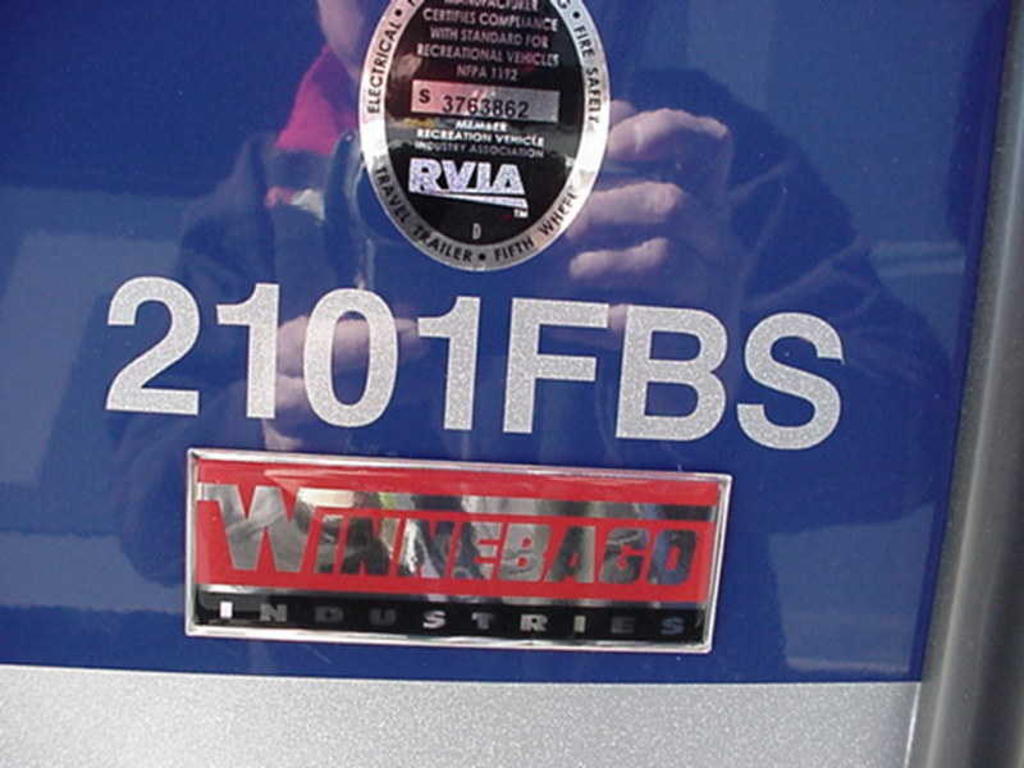 MANUFACTURER
CERTIFIES COMPLIANCE
WITH STANDARD FOR
RECREATIONAL VEHICLES
NFPA 1192
S 3763862
MEMBER
RECREATION VEHICLE
INDUSTRY ASSOCIATION
RVIA
TM
D
ELECTRICAL •
• FIRE SAFETY
TRAVEL TRAILER • FIFTH WHEEL
2101FBS
WINNEBAGO
INDUSTRIES